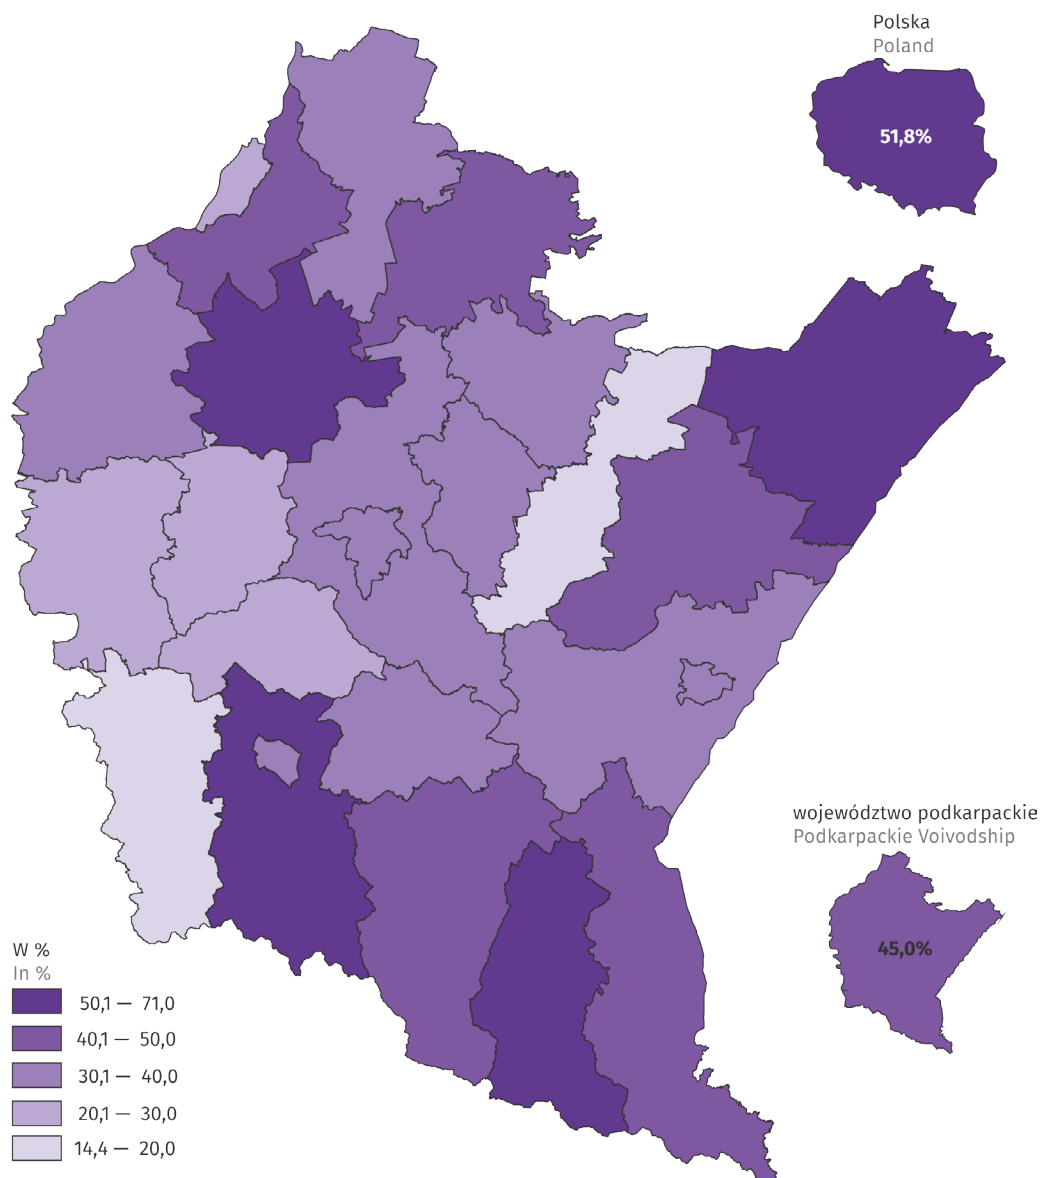 Polska
Poland
51,8%
województwo podkarpackie
Podkarpackie Voivodship
45,0%
W %
In %
50,1 — 71,0
40,1 — 50,0
30,1 — 40,0
20,1 — 30,0
14,4 — 20,0